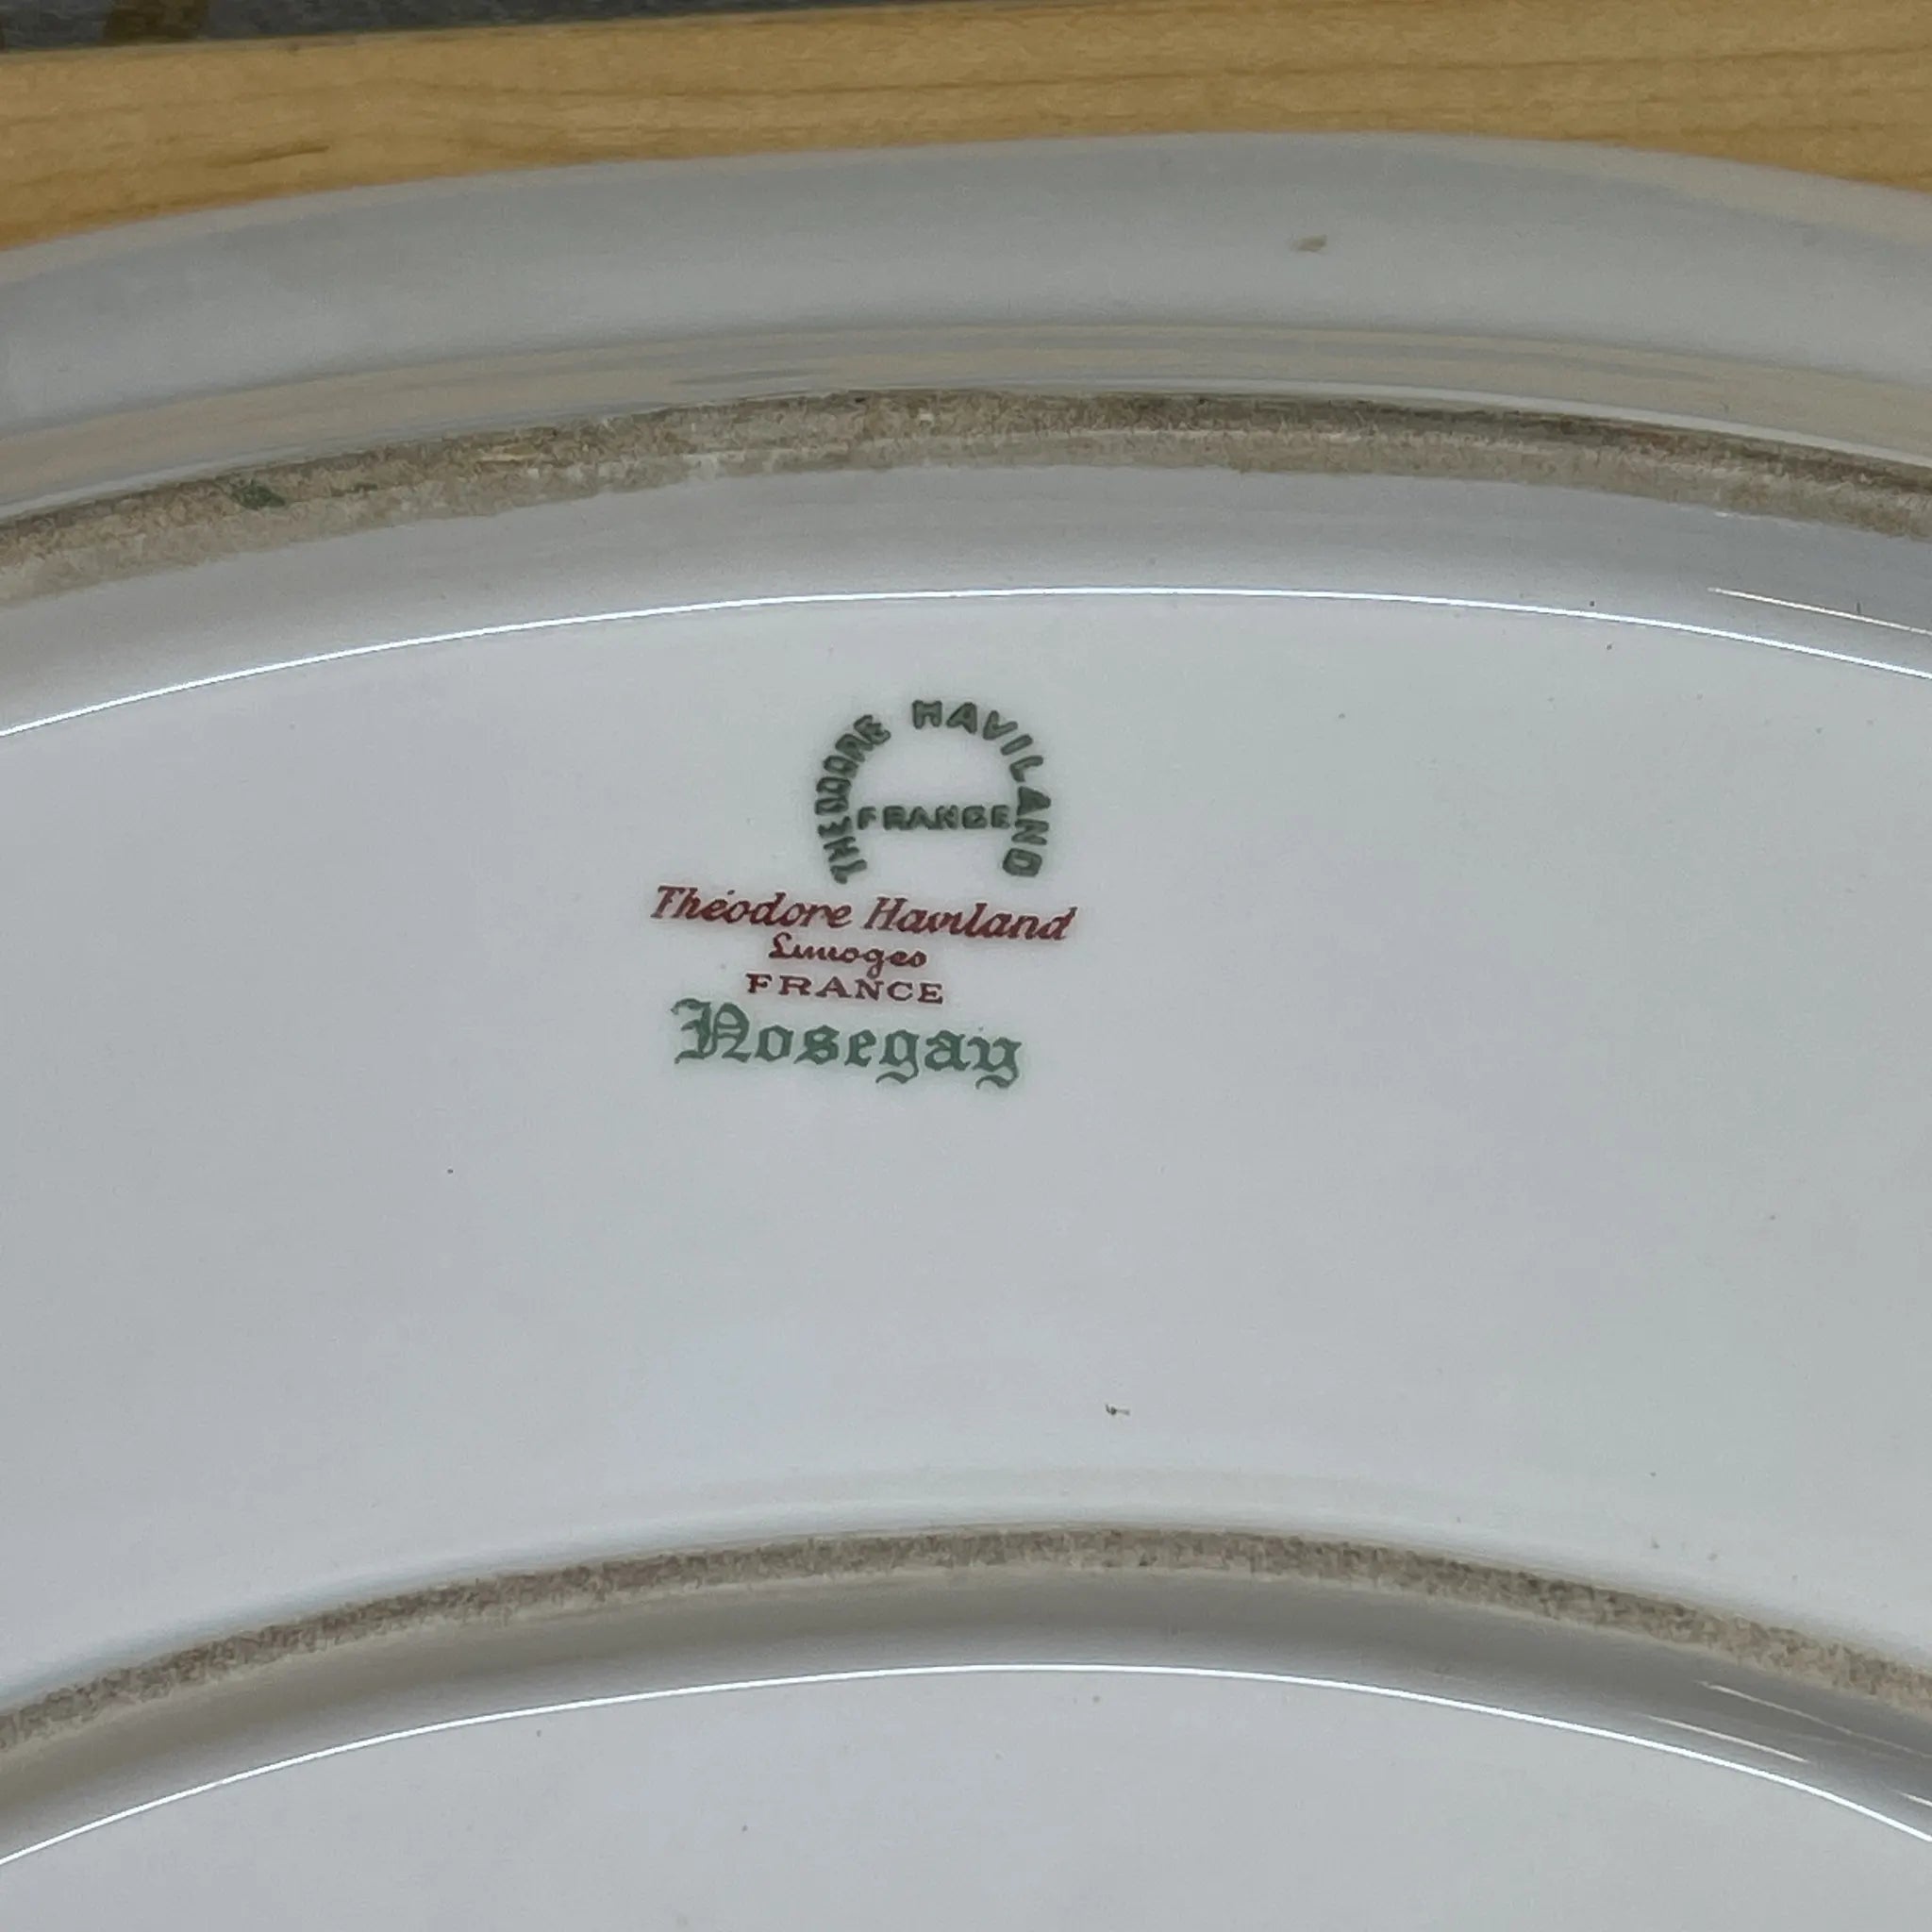 THEODORE HAVILAND
FRANCE
Théodore Haviland
Limoges
FRANCE
Nosegay